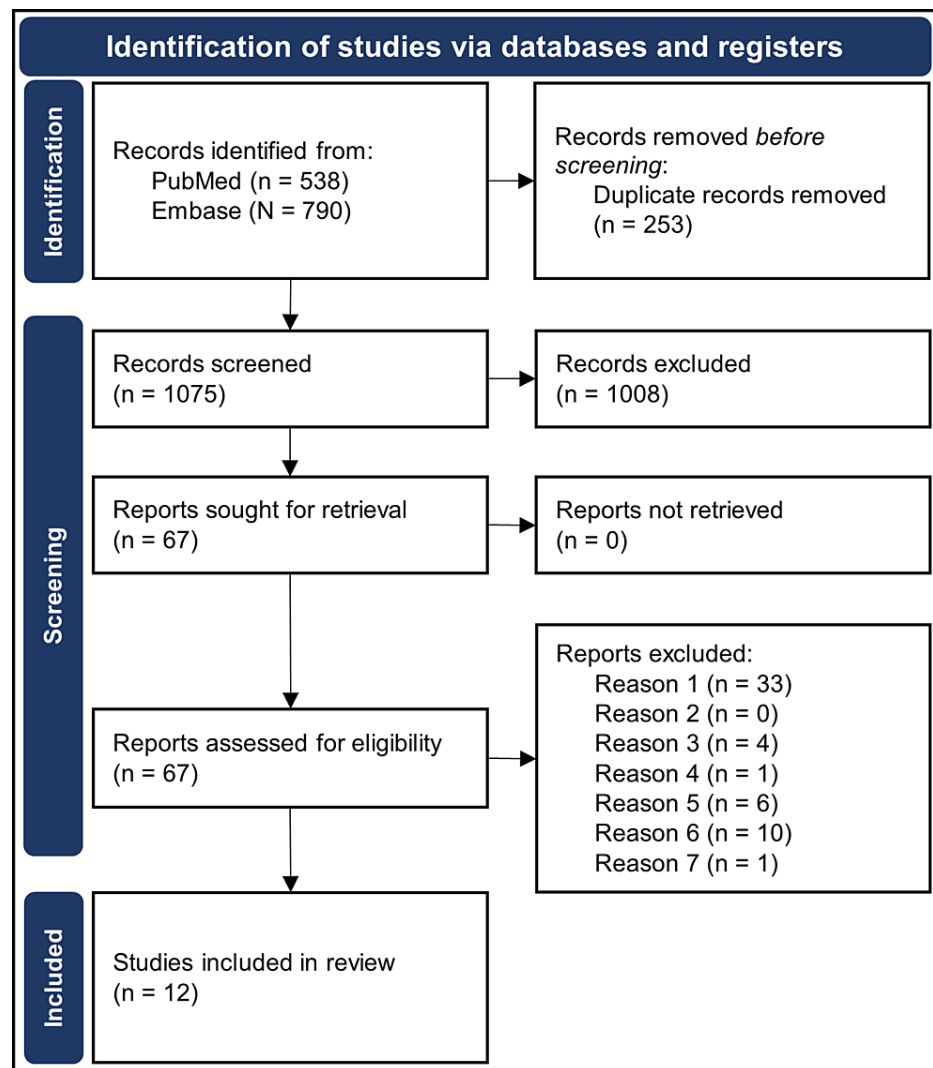 Identification of studies via databases and registers
Identification
Records identified from:
PubMed (n = 538)
Embase (N = 790)
Records removed before
screening:
Duplicate records removed
(n = 253)
Screening
Records screened
(n = 1075)
Records excluded
(n = 1008)
Reports sought for retrieval
(n = 67)
Reports not retrieved
(n = 0)
Reports assessed for eligibility
(n = 67)
Reports excluded:
Reason 1 (n = 33)
Reason 2 (n = 0)
Reason 3 (n = 4)
Reason 4 (n = 1)
Reason 5 (n = 6)
Reason 6 (n = 10)
Reason 7 (n = 1)
Included
Studies included in review
(n = 12)